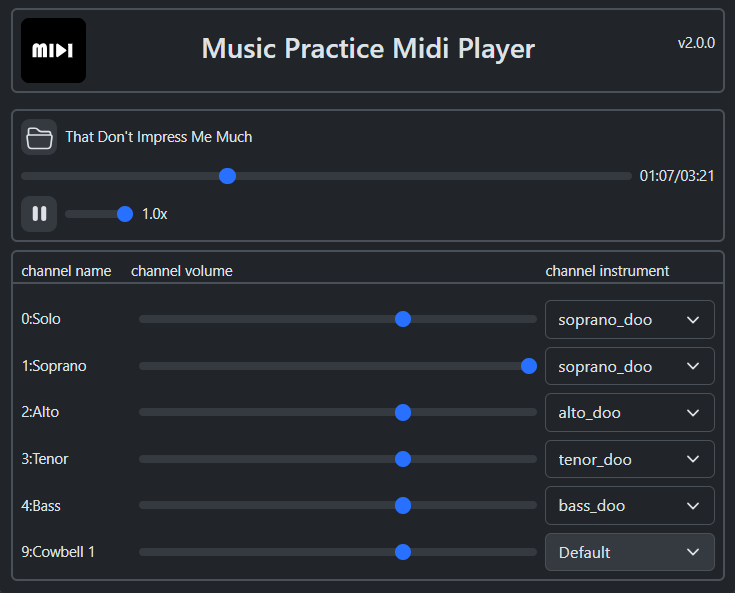 MIDI
Music Practice Midi Player
v2.0.0
That Don't Impress Me Much
01:07/03:21
1.0x
channel name channel volume channel instrument
0:Solo soprano_doo
1:Soprano soprano_doo
2:Alto alto_doo
3:Tenor tenor_doo
4:Bass bass_doo
9:Cowbell 1 Default